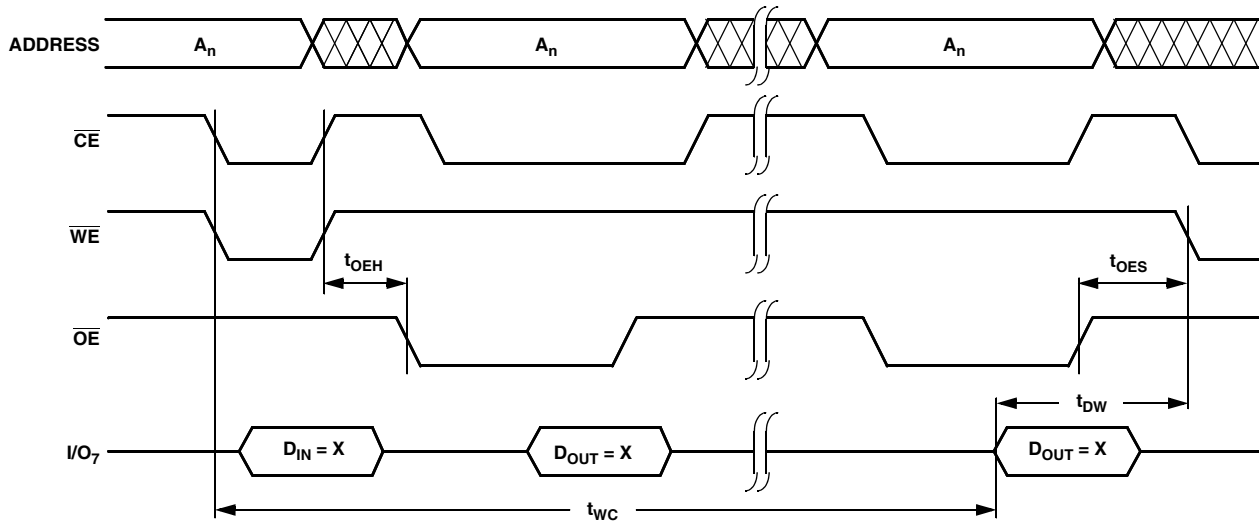 ADDRESS An An An
CE
WE
tOEH tOES
OE
tDW
I/O7 DIN = X DOUT = X DOUT = X
tWC